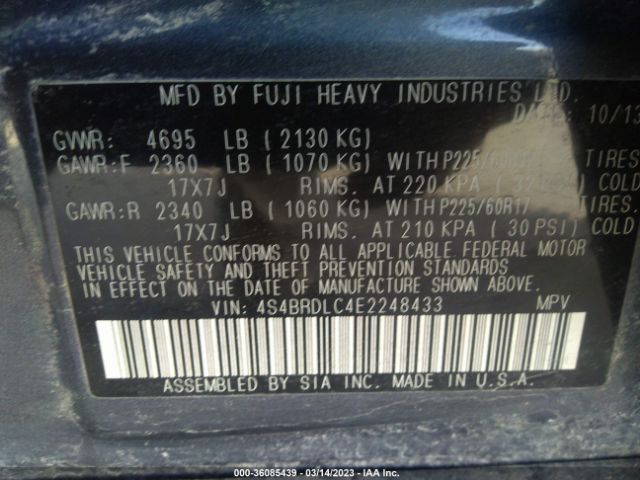 MFD BY FUJI HEAVY INDUSTRIES LTD.
DATE: 10/13
GVWR: 4695 LB ( 2130 KG)
GAWR:F 2360 LB ( 1070 KG) WITH P225/60R17 TIRES
17X7J RIMS. AT 220 KPA ( 32 PSI) COLD
GAWR:R 2340 LB ( 1060 KG) WITH P225/60R17 TIRES.
17X7J RIMS. AT 210 KPA ( 30 PSI) COLD
THIS VEHICLE CONFORMS TO ALL APPLICABLE FEDERAL MOTOR
VEHICLE SAFETY AND THEFT PREVENTION STANDARDS
IN EFFECT ON THE DATE OF MANUFACTURE SHOWN ABOVE.
VIN: 4S4BRDLC4E2248433 MPV
ASSEMBLED BY SIA INC. MADE IN U.S.A.
000-36085439 - 03/14/2023 - IAA Inc.